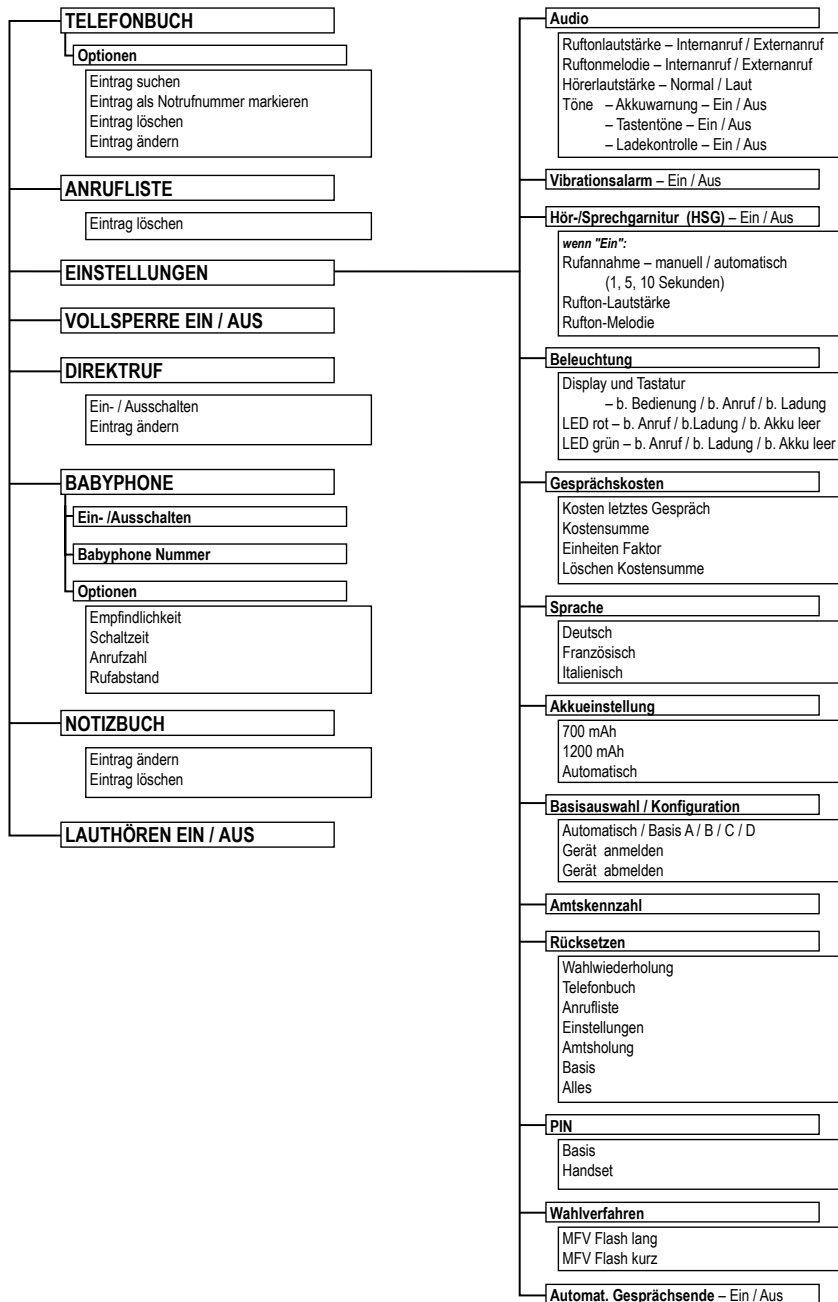 TELEFONBUCH
Optionen
Eintrag suchen
Eintrag als Notrufnummer markieren
Eintrag löschen
Eintrag ändern
ANRUFLISTE
Eintrag löschen
EINSTELLUNGEN
VOLLSPERRE EIN / AUS
DIREKTRUF
Ein- / Ausschalten
Eintrag ändern
BABYPHONE
Ein- /Ausschalten
Babyphone Nummer
Optionen
Empfindlichkeit
Schaltzeit
Anrufzahl
Rufabstand
NOTIZBUCH
Eintrag ändern
Eintrag löschen
LAUTHÖREN EIN / AUS
Audio
Ruftonlautstärke – Internanruf / Externanruf
Ruftonmelodie – Internanruf / Externanruf
Hörerlautstärke – Normal / Laut
Töne – Akkuwarnung – Ein / Aus
– Tastentöne – Ein / Aus
– Ladekontrolle – Ein / Aus
Vibrationsalarm – Ein / Aus
Hör-/Sprechgarnitur (HSG) – Ein / Aus
wenn "Ein":
Rufannahme – manuell / automatisch
(1, 5, 10 Sekunden)
Rufton-Lautstärke
Rufton-Melodie
Beleuchtung
Display und Tastatur
– b. Bedienung / b. Anruf / b. Ladung
LED rot – b. Anruf / b.Ladung / b. Akku leer
LED grün – b. Anruf / b. Ladung / b. Akku leer
Gesprächskosten
Kosten letztes Gespräch
Kostensumme
Einheiten Faktor
Löschen Kostensumme
Sprache
Deutsch
Französisch
Italienisch
Akkueinstellung
700 mAh
1200 mAh
Automatisch
Basisauswahl / Konfiguration
Automatisch / Basis A / B / C / D
Gerät anmelden
Gerät abmelden
Amtskennzahl
Rücksetzen
Wahlwiederholung
Telefonbuch
Anrufliste
Einstellungen
Amtsholung
Basis
Alles
PIN
Basis
Handset
Wahlverfahren
MFV Flash lang
MFV Flash kurz
Automat. Gesprächsende – Ein / Aus